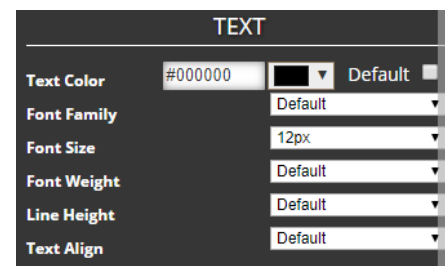 TEXT
Text Color #000000 Default
Font Family Default
Font Size 12px
Font Weight Default
Line Height Default
Text Align Default